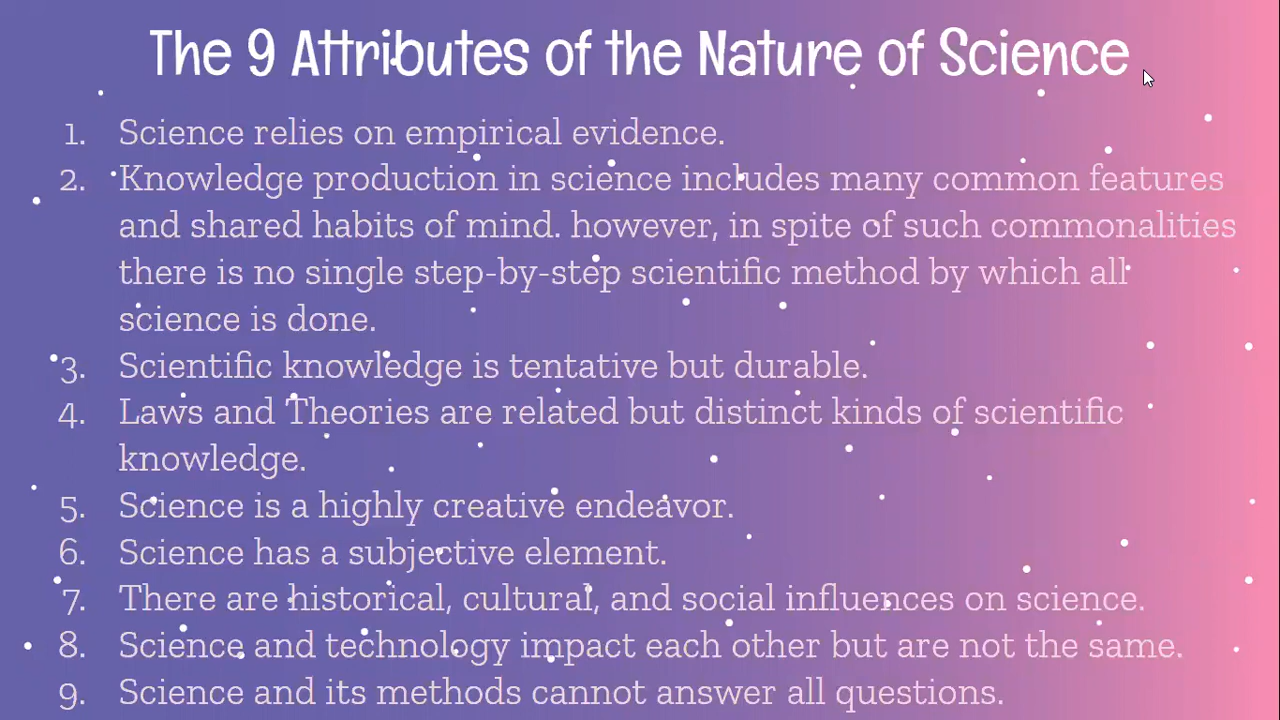 The 9 Attributes of the Nature of Science
1. Science relies on empirical evidence.
2. Knowledge production in science includes many common features
and shared habits of mind. however, in spite of such commonalities
there is no single step-by-step scientific method by which all
science is done.
3. Scientific knowledge is tentative but durable.
4. Laws and Theories are related but distinct kinds of scientific
knowledge.
5. Science is a highly creative endeavor.
6. Science has a subjective element.
7. There are historical, cultural, and social influences on science.
8. Science and technology impact each other but are not the same.
9. Science and its methods cannot answer all questions.